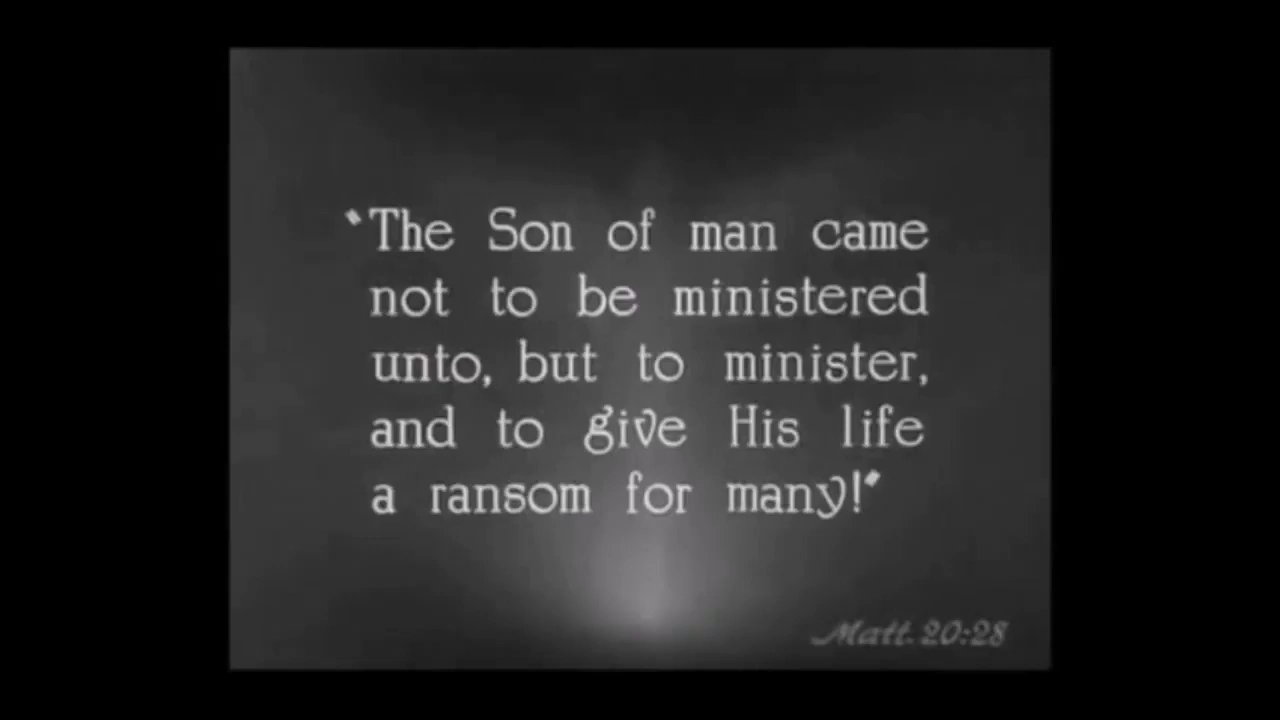 "The Son of man came
not to be ministered
unto, but to minister,
and to give His life
a ransom for many!"
Matt. 20:28